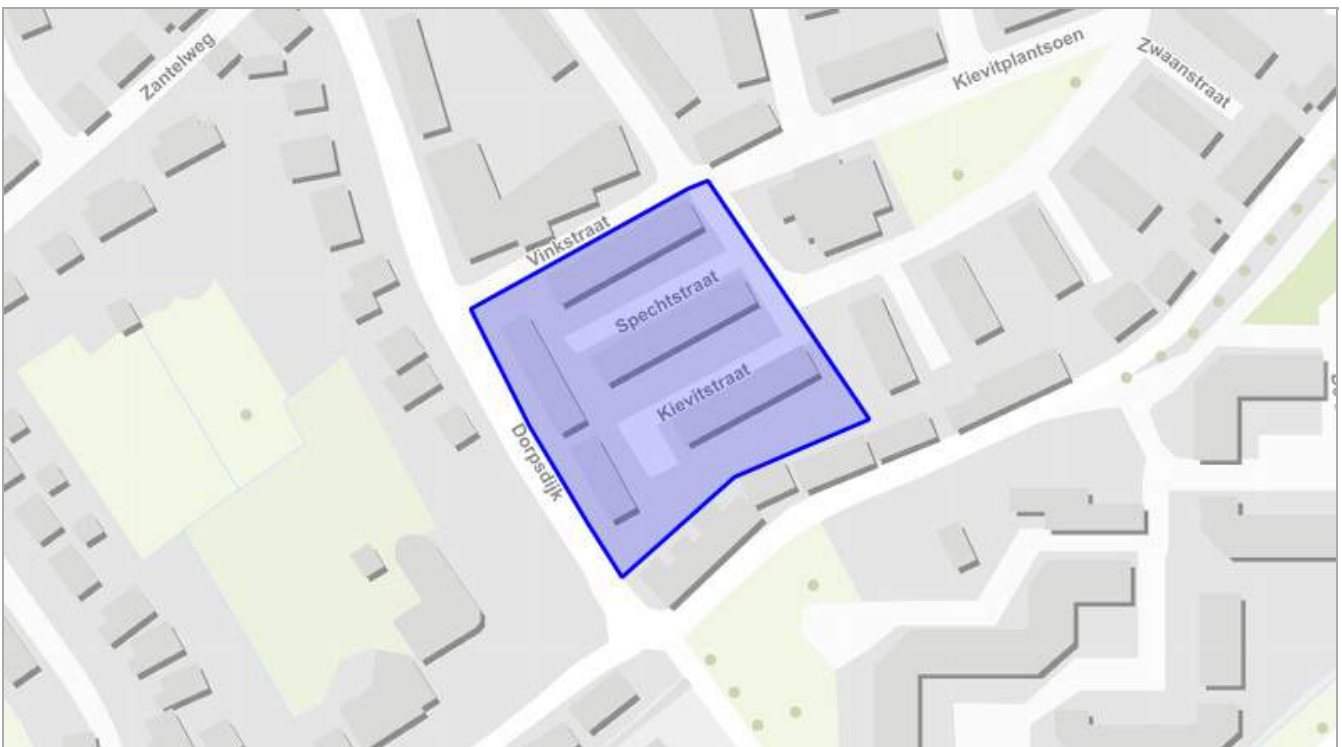 Zantelweg
Kievitplantsoen
Zwaanstraat
Vinkstraat
Spechtstraat
Kievitstraat
Dorpsdijk